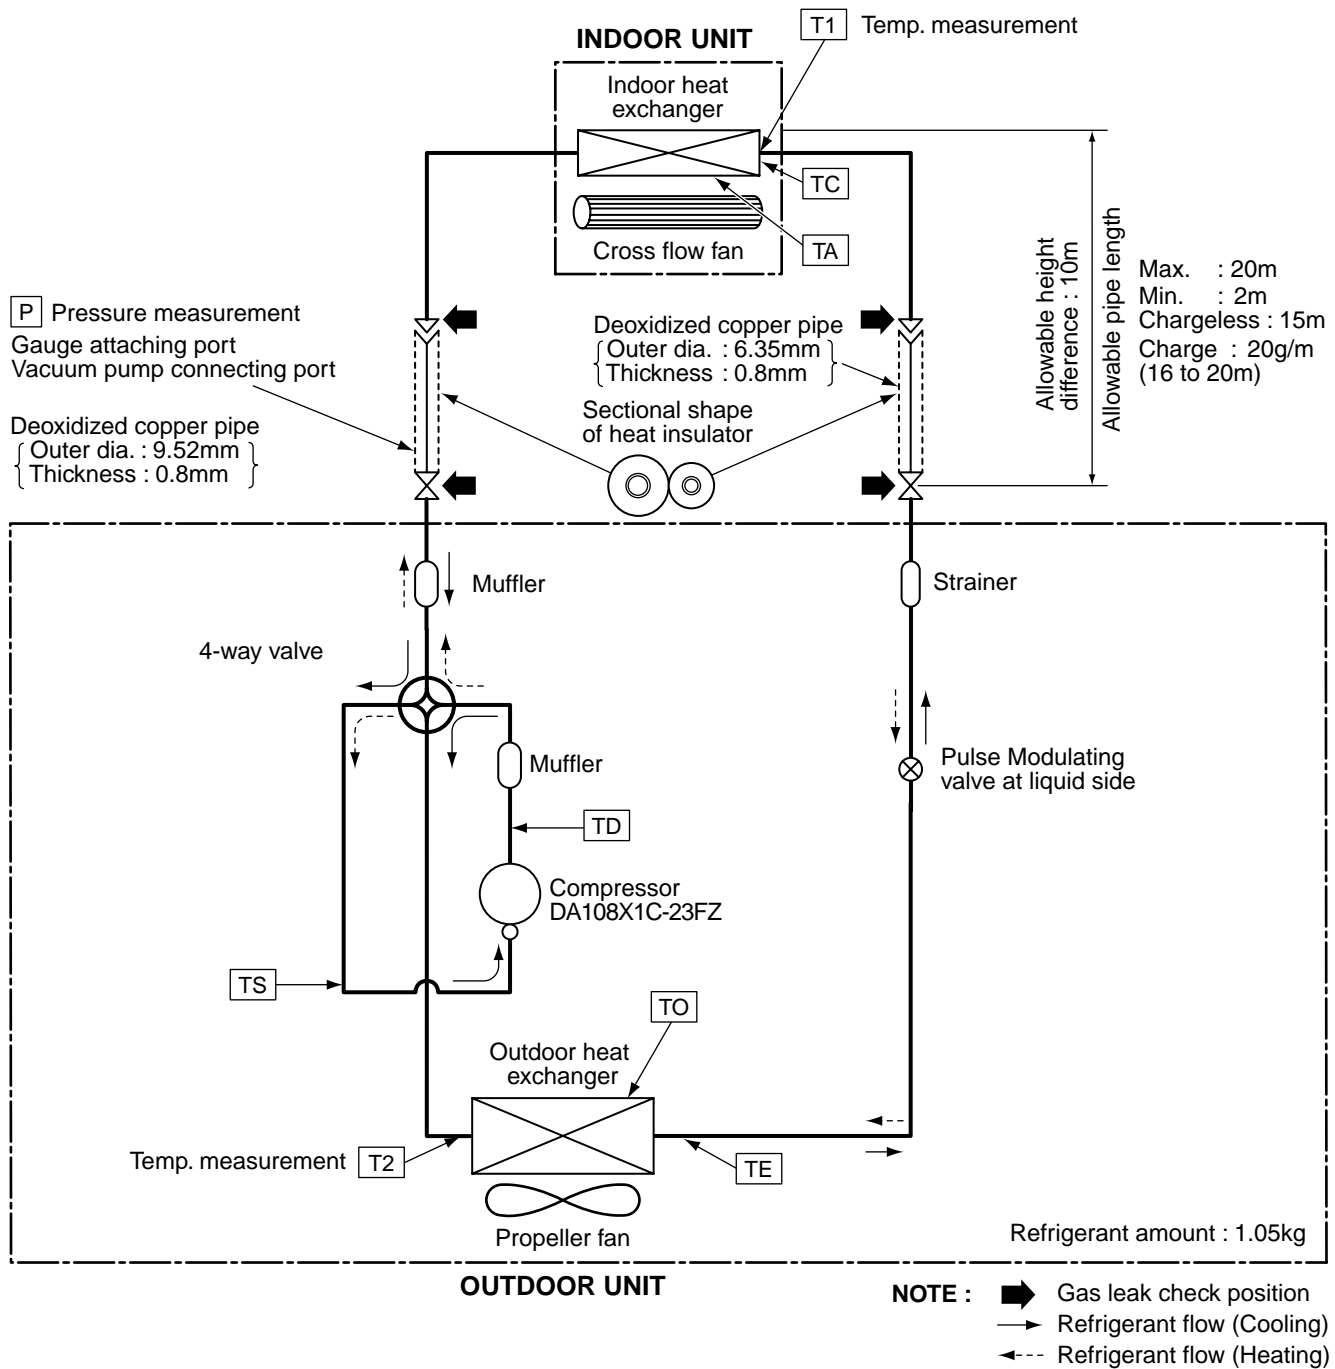 T1 Temp. measurement
INDOOR UNIT
Indoor heat
exchanger
TC
Cross flow fan
TA
Allowable height
difference : 10m
Allowable pipe length
Max. : 20m
Min. : 2m
Chargeless : 15m
Charge : 20g/m
(16 to 20m)
P Pressure measurement
Gauge attaching port
Vacuum pump connecting port
Deoxidized copper pipe
Outer dia. : 9.52mm
Thickness : 0.8mm
Deoxidized copper pipe
Outer dia. : 6.35mm
Thickness : 0.8mm
Sectional shape
of heat insulator
Muffler
Strainer
4-way valve
Muffler
Pulse Modulating
valve at liquid side
TD
Compressor
DA108X1C-23FZ
TS
TO
Outdoor heat
exchanger
Temp. measurement T2
TE
Propeller fan
Refrigerant amount : 1.05kg
OUTDOOR UNIT
NOTE : Gas leak check position
Refrigerant flow (Cooling)
Refrigerant flow (Heating)